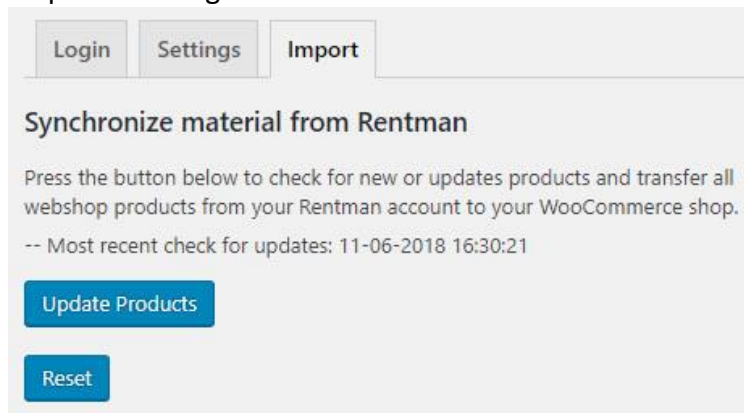 Login Settings Import
Synchronize material from Rentman
Press the button below to check for new or updates products and transfer all
webshop products from your Rentman account to your WooCommerce shop.
-- Most recent check for updates: 11-06-2018 16:30:21
Update Products
Reset